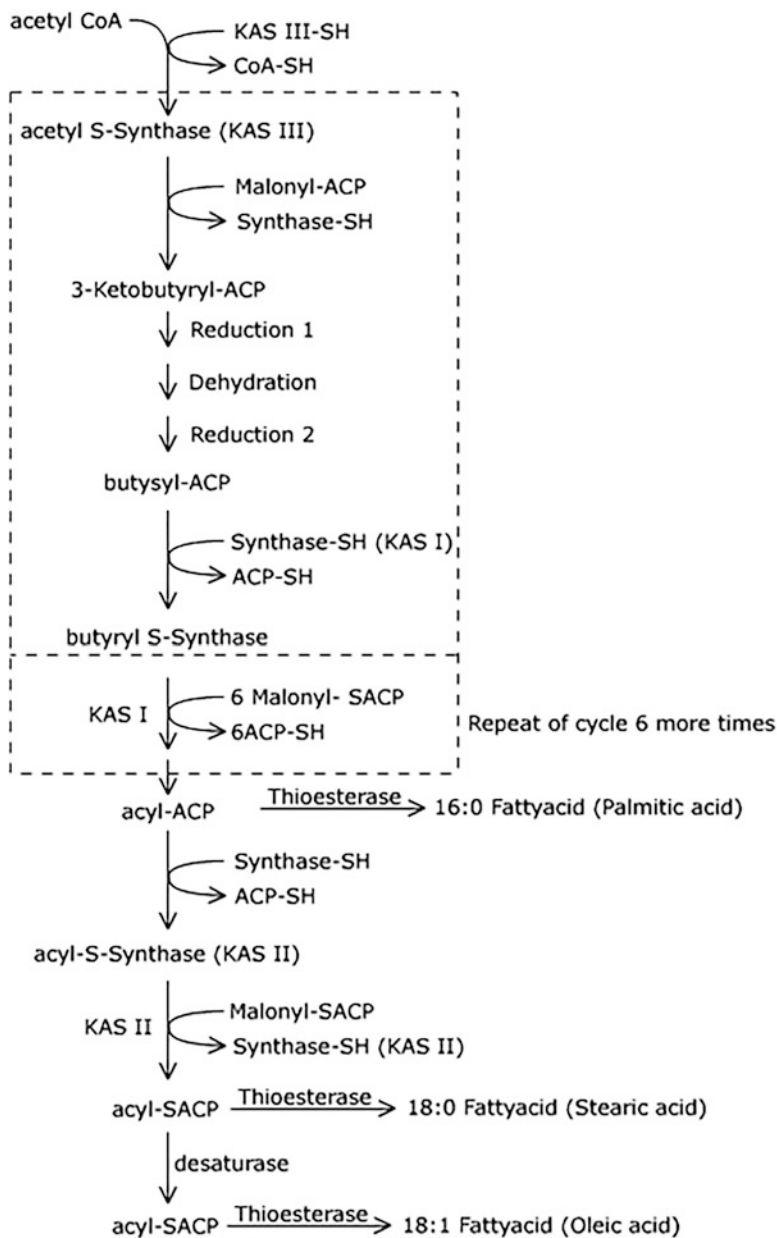 acetyl CoA
KAS III-SH
CoA-SH
acetyl S-Synthase (KAS III)
Malonyl-ACP
Synthase-SH
3-Ketobutyryl-ACP
Reduction 1
Dehydration
Reduction 2
butysyl-ACP
Synthase-SH (KAS I)
ACP-SH
butyryl S-Synthase
KAS I
6 Malonyl- SACP
6ACP-SH
Repeat of cycle 6 more times
acyl-ACP
Thioesterase
16:0 Fattyacid (Palmitic acid)
Synthase-SH
ACP-SH
acyl-S-Synthase (KAS II)
KAS II
Malonyl-SACP
Synthase-SH (KAS II)
acyl-SACP
Thioesterase
18:0 Fattyacid (Stearic acid)
desaturase
acyl-SACP
Thioesterase
18:1 Fattyacid (Oleic acid)